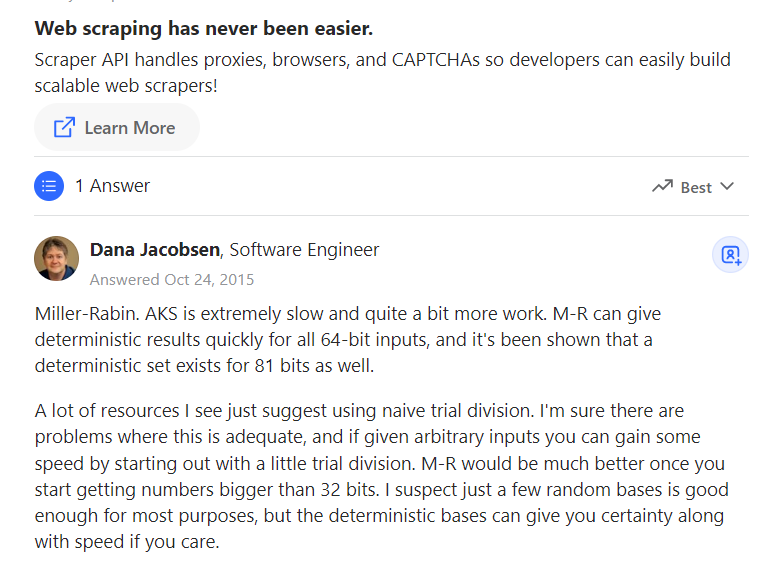 Web scraping has never been easier.
Scraper API handles proxies, browsers, and CAPTCHAs so developers can easily build
scalable web scrapers!
Learn More
1 Answer
Best
Dana Jacobsen, Software Engineer
Answered Oct 24, 2015
Miller-Rabin. AKS is extremely slow and quite a bit more work. M-R can give
deterministic results quickly for all 64-bit inputs, and it's been shown that a
deterministic set exists for 81 bits as well.
A lot of resources I see just suggest using naive trial division. I'm sure there are
problems where this is adequate, and if given arbitrary inputs you can gain some
speed by starting out with a little trial division. M-R would be much better once you
start getting numbers bigger than 32 bits. I suspect just a few random bases is good
enough for most purposes, but the deterministic bases can give you certainty along
with speed if you care.